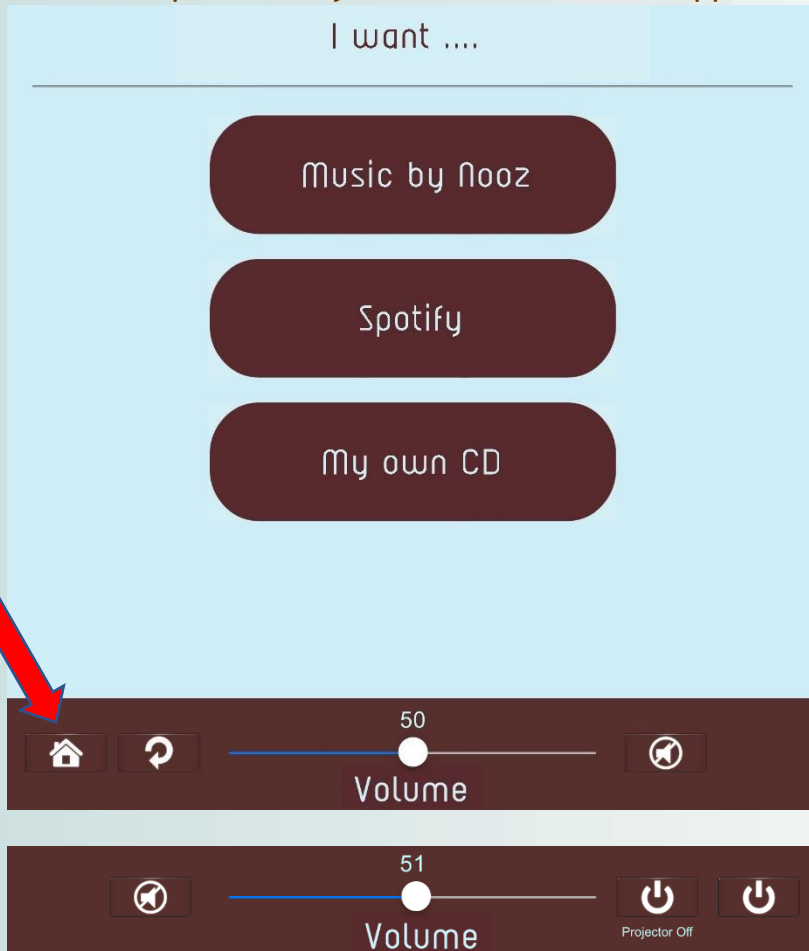 I want ....
Music by Nooz
Spotify
My own CD
50
Volume
51
Volume
Projector Off